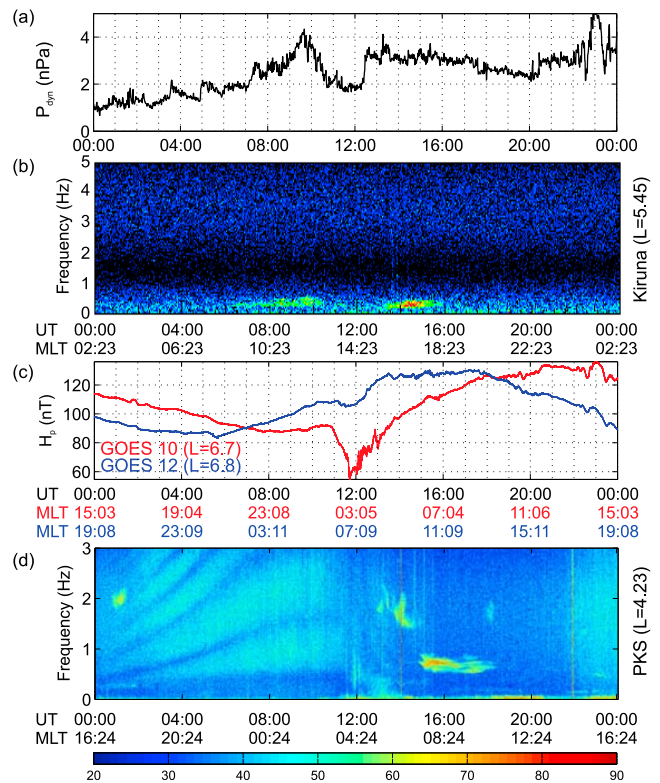 (a)
P_dyn (nPa)
4
2
0
00:00 04:00 08:00 12:00 16:00 20:00 00:00
(b)
Frequency (Hz)
5
4
3
2
1
0
Kiruna (L=5.45)
UT 00:00 04:00 08:00 12:00 16:00 20:00 00:00
MLT 02:23 06:23 10:23 14:23 18:23 22:23 02:23
(c)
H_p (nT)
120
100
80
60
GOES 10 (L=6.7)
GOES 12 (L=6.8)
UT 00:00 04:00 08:00 12:00 16:00 20:00 00:00
MLT 15:03 19:04 23:08 03:05 07:04 11:06 15:03
MLT 19:08 23:09 03:11 07:09 11:09 15:11 19:08
(d)
Frequency (Hz)
3
2
1
0
PKS (L=4.23)
UT 00:00 04:00 08:00 12:00 16:00 20:00 00:00
MLT 16:24 20:24 00:24 04:24 08:24 12:24 16:24
20 30 40 50 60 70 80 90